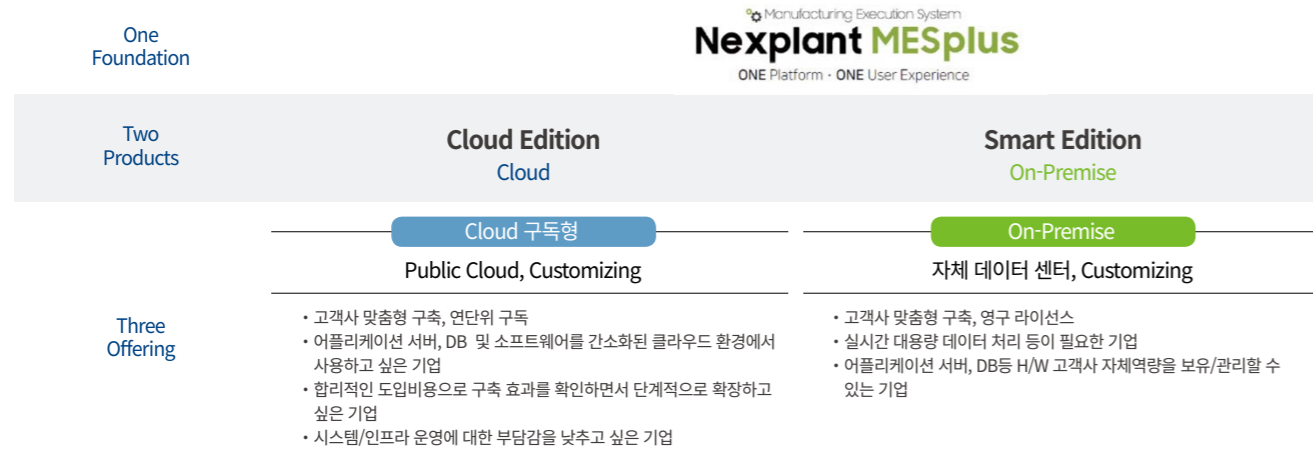 One
Foundation
Manufacturing Execution System
Nexplant MESplus
ONE Platform · ONE User Experience
Two
Products
Cloud Edition
Cloud
Smart Edition
On-Premise
Three
Offering
Cloud 구독형
Public Cloud, Customizing
• 고객사 맞춤형 구축, 연단위 구독
• 어플리케이션 서버, DB 및 소프트웨어를 간소화된 클라우드 환경에서
사용하고 싶은 기업
• 합리적인 도입비용으로 구축 효과를 확인하면서 단계적으로 확장하고
싶은 기업
• 시스템/인프라 운영에 대한 부담감을 낮추고 싶은 기업
On-Premise
자체 데이터 센터, Customizing
• 고객사 맞춤형 구축, 영구 라이선스
• 실시간 대용량 데이터 처리 등이 필요한 기업
• 어플리케이션 서버, DB등 H/W 고객사 자체역량을 보유/관리할 수
있는 기업